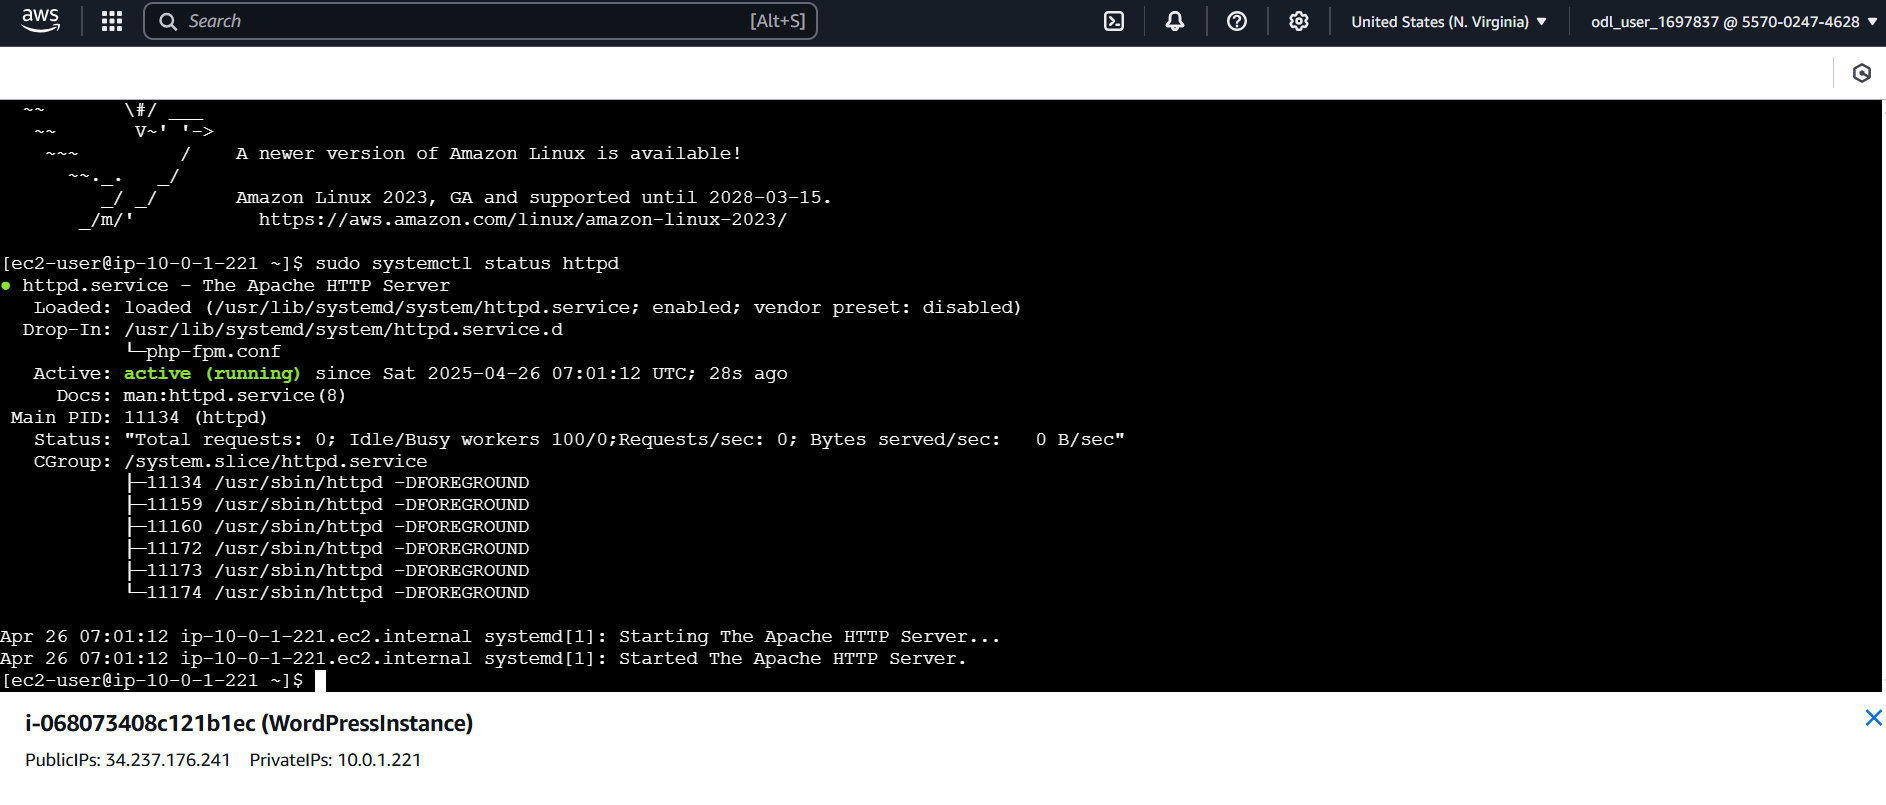 aws
Search [Alt+S] United States (N. Virginia) ▼ odl_user_1697837 @ 5570-0247-4628 ▼
~~       \#/ ___
~~       V~' '->
~~~         /    A newer version of Amazon Linux is available!
~~._.   _/
_/ _/       Amazon Linux 2023, GA and supported until 2028-03-15.
_/m/'           https://aws.amazon.com/linux/amazon-linux-2023/
[ec2-user@ip-10-0-1-221 ~]$ sudo systemctl status httpd
● httpd.service - The Apache HTTP Server
Loaded: loaded (/usr/lib/systemd/system/httpd.service; enabled; vendor preset: disabled)
Drop-In: /usr/lib/systemd/system/httpd.service.d
└─php-fpm.conf
Active: active (running) since Sat 2025-04-26 07:01:12 UTC; 28s ago
Docs: man:httpd.service(8)
Main PID: 11134 (httpd)
Status: "Total requests: 0; Idle/Busy workers 100/0;Requests/sec: 0; Bytes served/sec:   0 B/sec"
CGroup: /system.slice/httpd.service
├─11134 /usr/sbin/httpd -DFOREGROUND
├─11159 /usr/sbin/httpd -DFOREGROUND
├─11160 /usr/sbin/httpd -DFOREGROUND
├─11172 /usr/sbin/httpd -DFOREGROUND
├─11173 /usr/sbin/httpd -DFOREGROUND
└─11174 /usr/sbin/httpd -DFOREGROUND
Apr 26 07:01:12 ip-10-0-1-221.ec2.internal systemd[1]: Starting The Apache HTTP Server...
Apr 26 07:01:12 ip-10-0-1-221.ec2.internal systemd[1]: Started The Apache HTTP Server.
[ec2-user@ip-10-0-1-221 ~]$
i-068073408c121b1ec (WordPressInstance)
PublicIPs: 34.237.176.241    PrivateIPs: 10.0.1.221